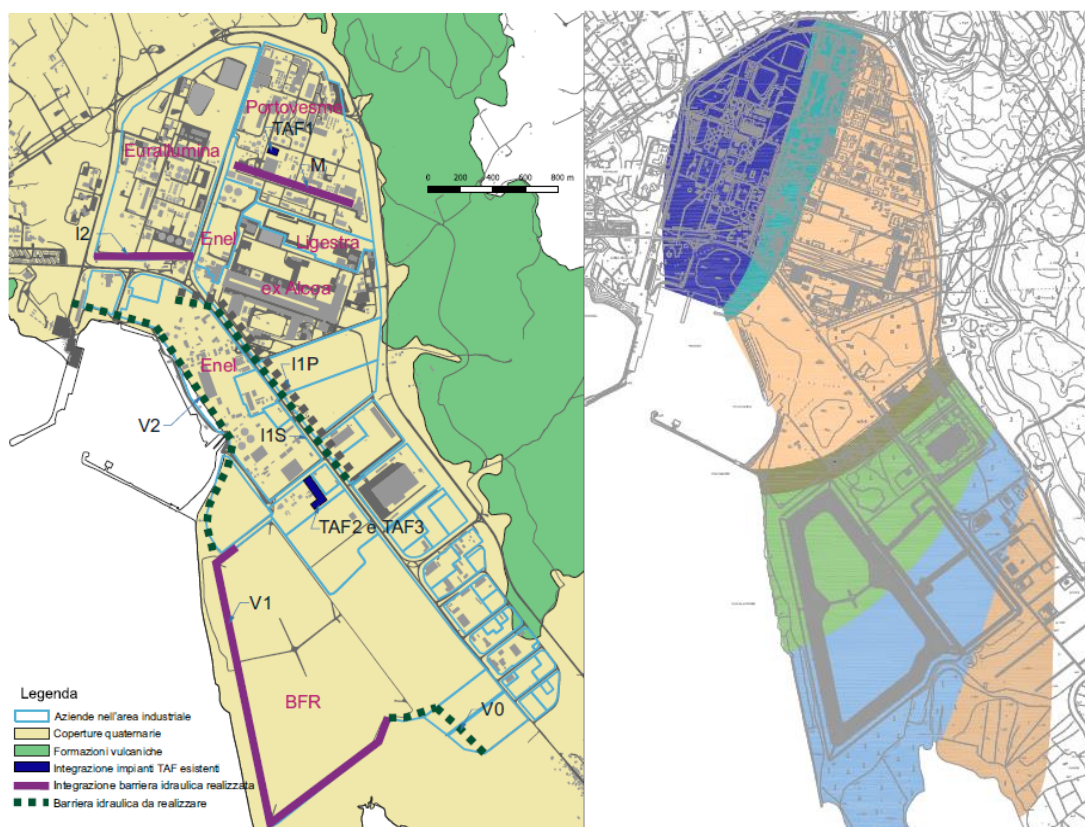 Portovesme
TAF1
Eurallumina
M
0 200 400 600 800 m
I2
Enel
Ligestra
ex Alcoa
Enel
I1P
V2
I1S
TAF2 e TAF3
V1
BFR
V0
Legenda
Aziende nell'area industriale
Coperture quaternarie
Formazioni vulcaniche
Integrazione impianti TAF esistenti
Integrazione barriera idraulica realizzata
Barriera idraulica da realizzare